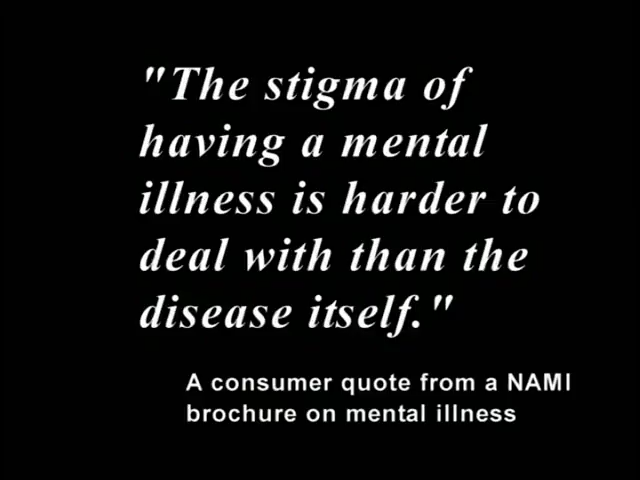 "The stigma of
having a mental
illness is harder to
deal with than the
disease itself."
A consumer quote from a NAMI
brochure on mental illness